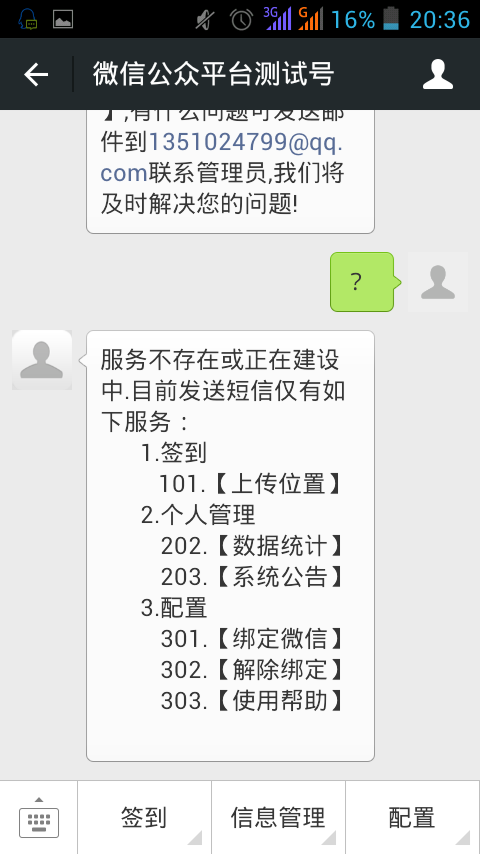 3G G 16% 20:36
微信公众平台测试号
】,有什么问题可发送邮
件到1351024799@qq.
com联系管理员,我们将
及时解决您的问题!
?
服务不存在或正在建设
中.目前发送短信仅有如
下服务：
1.签到
101.【上传位置】
2.个人管理
202.【数据统计】
203.【系统公告】
3.配置
301.【绑定微信】
302.【解除绑定】
303.【使用帮助】
签到 信息管理 配置